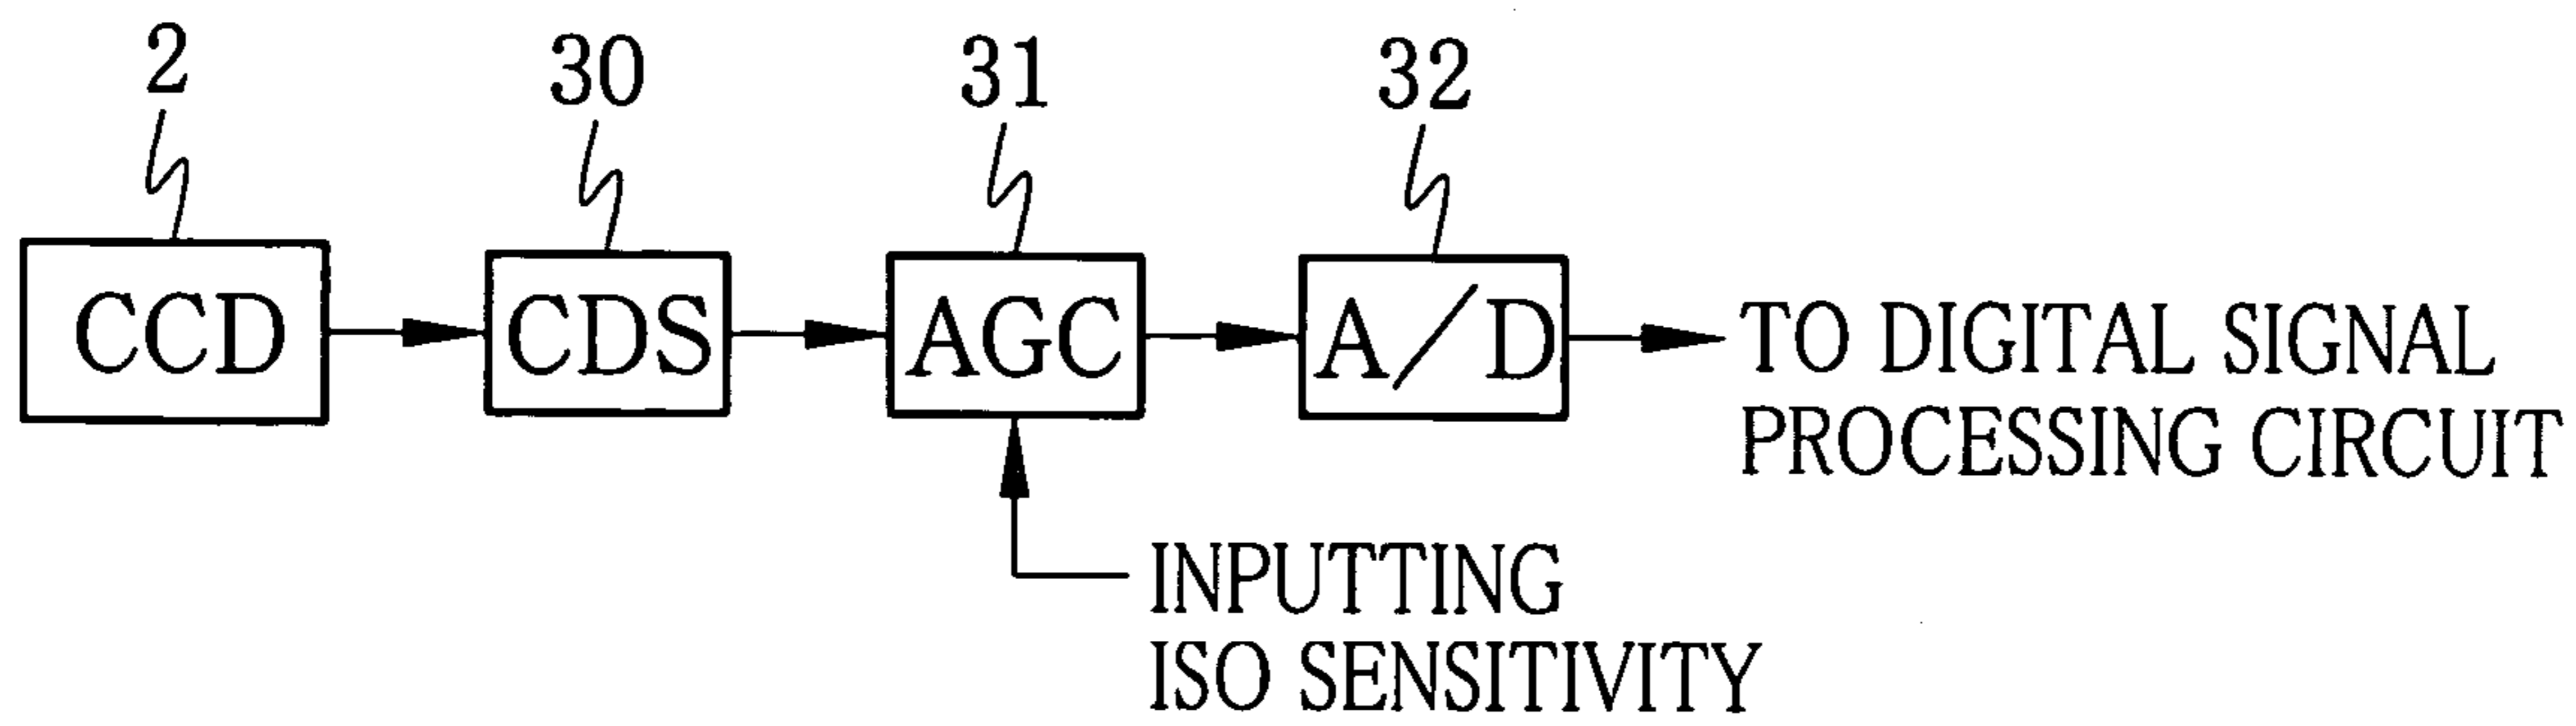 2 30 31 32
CCD CDS AGC A/D TO DIGITAL SIGNAL
PROCESSING CIRCUIT
INPUTTING
ISO SENSITIVITY